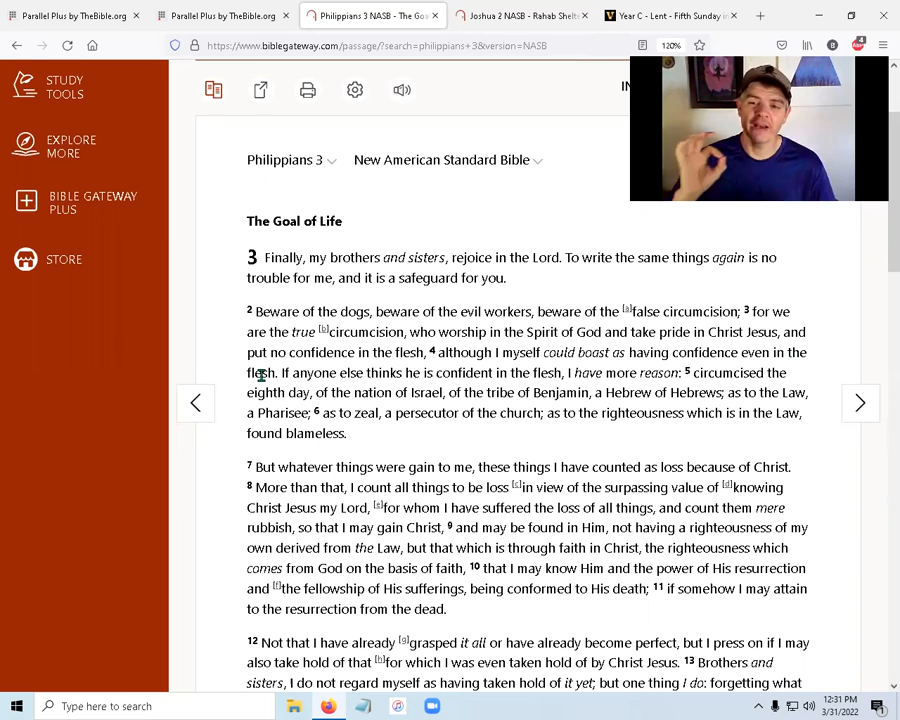 Parallel Plus by TheBible.org
Parallel Plus by TheBible.org
Philippians 3 NASB - The Goa
Joshua 2 NASB - Rahab Shelte
Year C - Lent - Fifth Sunday in
https://www.biblegateway.com/passage/?search=philippians+3&version=NASB
120%
B
4
STUDY
TOOLS
EXPLORE
MORE
BIBLE GATEWAY
PLUS
STORE
IN
Philippians 3
New American Standard Bible
The Goal of Life
3 Finally, my brothers and sisters, rejoice in the Lord. To write the same things again is no
trouble for me, and it is a safeguard for you.
2 Beware of the dogs, beware of the evil workers, beware of the [a]false circumcision; 3 for we
are the true [b]circumcision, who worship in the Spirit of God and take pride in Christ Jesus, and
put no confidence in the flesh, 4 although I myself could boast as having confidence even in the
flesh. If anyone else thinks he is confident in the flesh, I have more reason: 5 circumcised the
eighth day, of the nation of Israel, of the tribe of Benjamin, a Hebrew of Hebrews; as to the Law,
a Pharisee; 6 as to zeal, a persecutor of the church; as to the righteousness which is in the Law,
found blameless.
7 But whatever things were gain to me, these things I have counted as loss because of Christ.
8 More than that, I count all things to be loss [c]in view of the surpassing value of [d]knowing
Christ Jesus my Lord, [e]for whom I have suffered the loss of all things, and count them mere
rubbish, so that I may gain Christ, 9 and may be found in Him, not having a righteousness of my
own derived from the Law, but that which is through faith in Christ, the righteousness which
comes from God on the basis of faith, 10 that I may know Him and the power of His resurrection
and [f]the fellowship of His sufferings, being conformed to His death; 11 if somehow I may attain
to the resurrection from the dead.
12 Not that I have already [g]grasped it all or have already become perfect, but I press on if I may
also take hold of that [h]for which I was even taken hold of by Christ Jesus. 13 Brothers and
sisters, I do not regard myself as having taken hold of it yet; but one thing I do: forgetting what
Type here to search
12:31 PM
3/31/2022